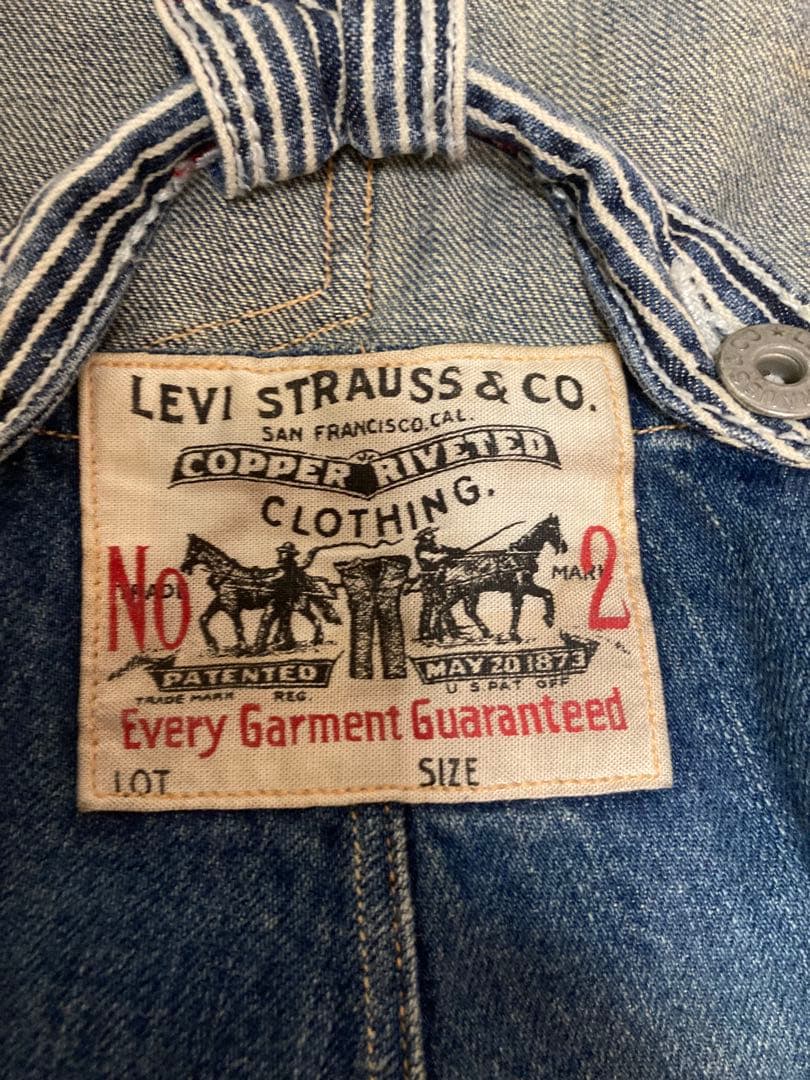 LEVI STRAUSS & CO.
SAN FRANCISCO, CAL.
COPPER RIVETED
CLOTHING.
No 2
MARK
PATENTED MAY 20 1873
TRADE MARK REG. U S PAT OFF
Every Garment Guaranteed
LOT SIZE